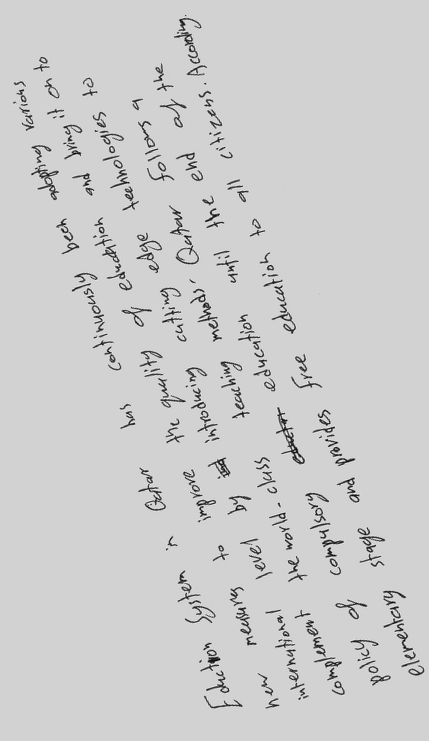 Eduction System in Qatar has continuously been adopting various
new measures to improve the quality of education and bring it on to
international level by introducing cutting edge technologies to
complement the world-class teaching methods. Qatar follows a
policy of compulsory education until the end of the
elementary stage and provides free education to all citizens. According